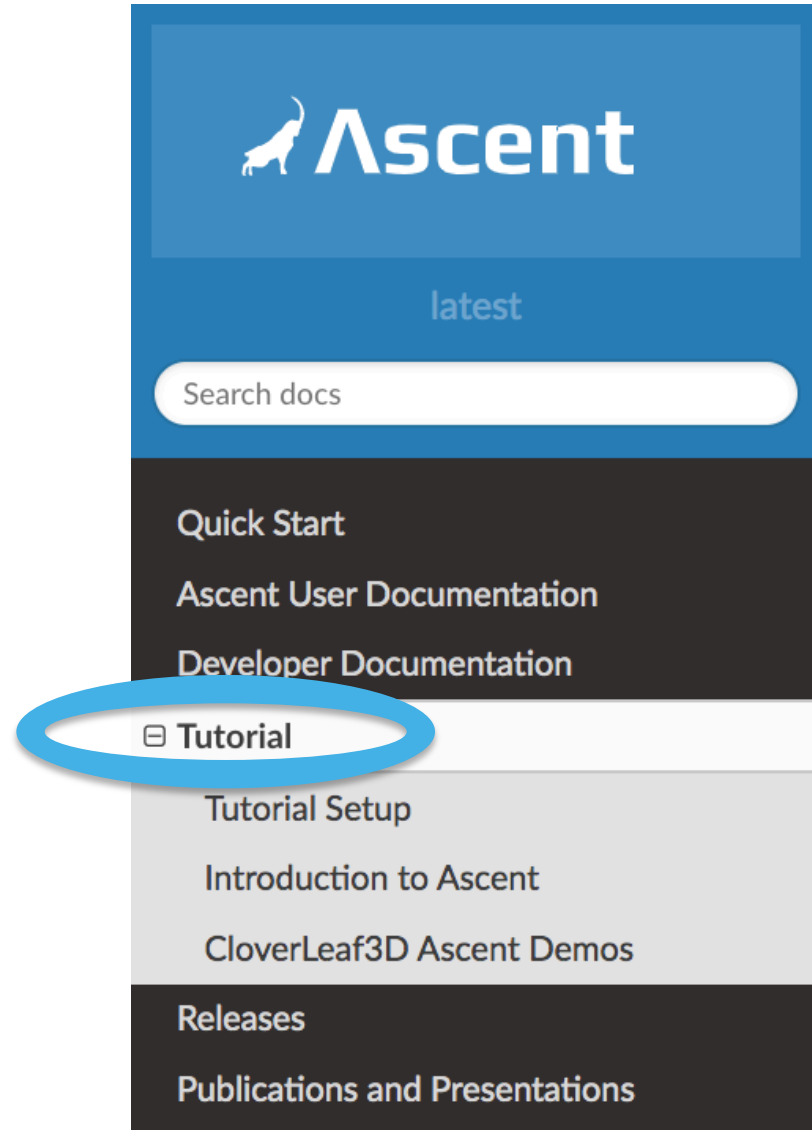 Ascent
latest
Search docs
Quick Start
Ascent User Documentation
Developer Documentation
Tutorial
Tutorial Setup
Introduction to Ascent
CloverLeaf3D Ascent Demos
Releases
Publications and Presentations